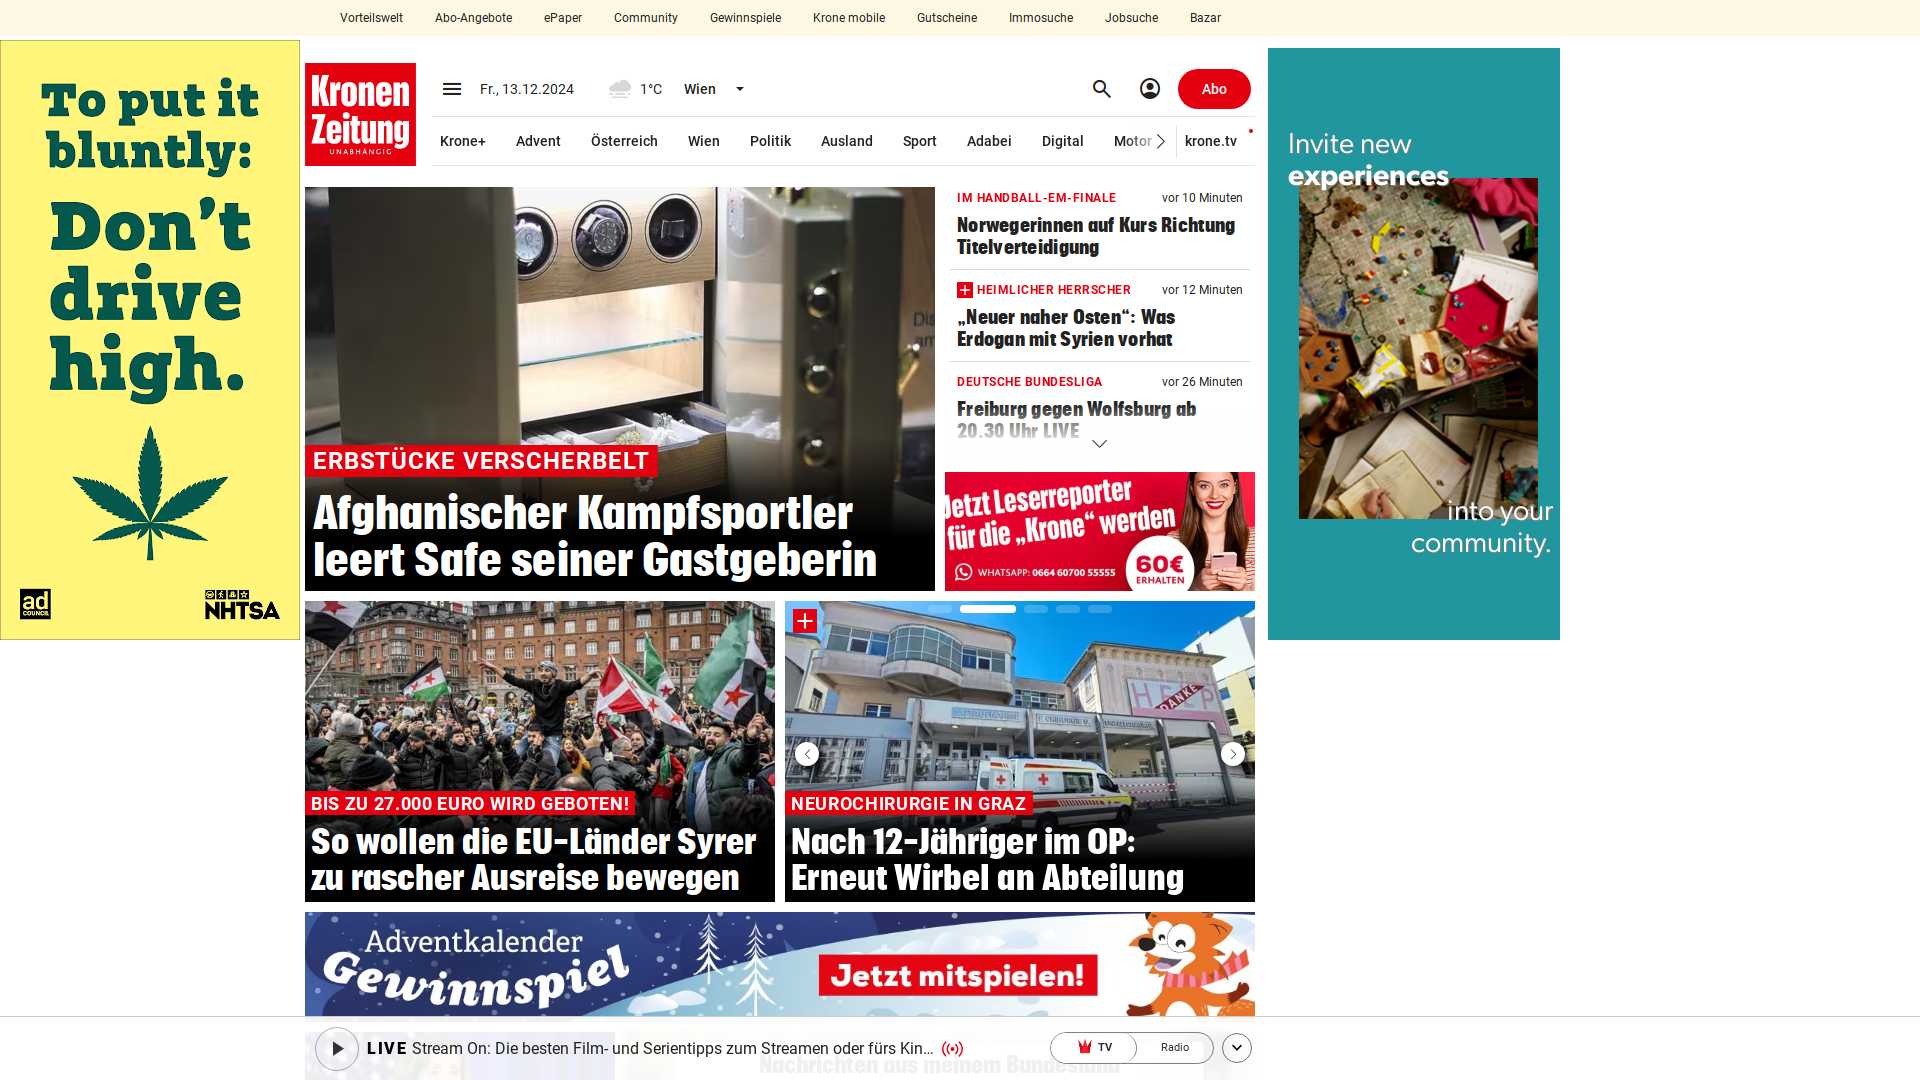 Vorteilswelt Abo-Angebote ePaper Community Gewinnspiele Krone mobile Gutscheine Immosuche Jobsuche Bazar
To put it
bluntly:
Don't
drive
high.
ad
COUNCIL
NHTSA
Kronen
Zeitung
UNABHÄNGIG
Fr., 13.12.2024 1°C Wien Abo
Krone+ Advent Österreich Wien Politik Ausland Sport Adabei Digital Motor krone.tv
ERBSTÜCKE VERSCHERBELT
Afghanischer Kampfsportler
leert Safe seiner Gastgeberin
IM HANDBALL-EM-FINALE vor 10 Minuten
Norwegerinnen auf Kurs Richtung
Titelverteidigung
HEIMLICHER HERRSCHER vor 12 Minuten
„Neuer naher Osten“: Was
Erdogan mit Syrien vorhat
DEUTSCHE BUNDESLIGA vor 26 Minuten
Freiburg gegen Wolfsburg ab
20.30 Uhr LIVE
Jetzt Leserreporter
für die „Krone“ werden
WHATSAPP: 0664 60700 55555
60€
ERHALTEN
Invite new
experiences
into your
community.
BIS ZU 27.000 EURO WIRD GEBOTEN!
So wollen die EU-Länder Syrer
zu rascher Ausreise bewegen
HELP
DANKE
NEUROCHIRURGIE IN GRAZ
Nach 12-Jähriger im OP:
Erneut Wirbel an Abteilung
Adventkalender
Gewinnspiel
Jetzt mitspielen!
LIVE Stream On: Die besten Film- und Serientipps zum Streamen oder fürs Kin... TV Radio
Nachrichten aus meinem Bundesland